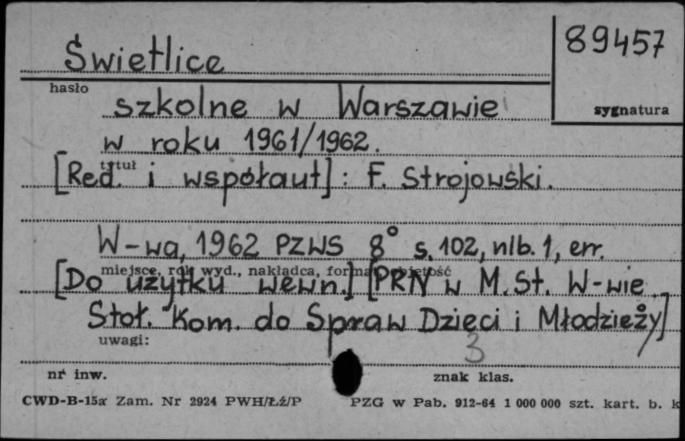 89457
Świetlice
hasło
sygnatura
szkolne w Warszawie
w roku 1961/1962.
tytuł
[Red. i współaut]: F. Strojowski.
W-wa, 1962 PZWS 8° s. 102, nlb. 1, err.
miejsce, rok wyd., nakładca, format, objętość
[Do użytku wewn.] [PRN w M. St. W-wie
Stoł. Kom. do Spraw Dzieci i Młodzieży]
uwagi:
3
nr inw.
znak klas.
CWD-B-15a Zam. Nr 2924 PWH/Łź/P PZG w Pab. 912-64 1 000 000 szt. kart. b. k